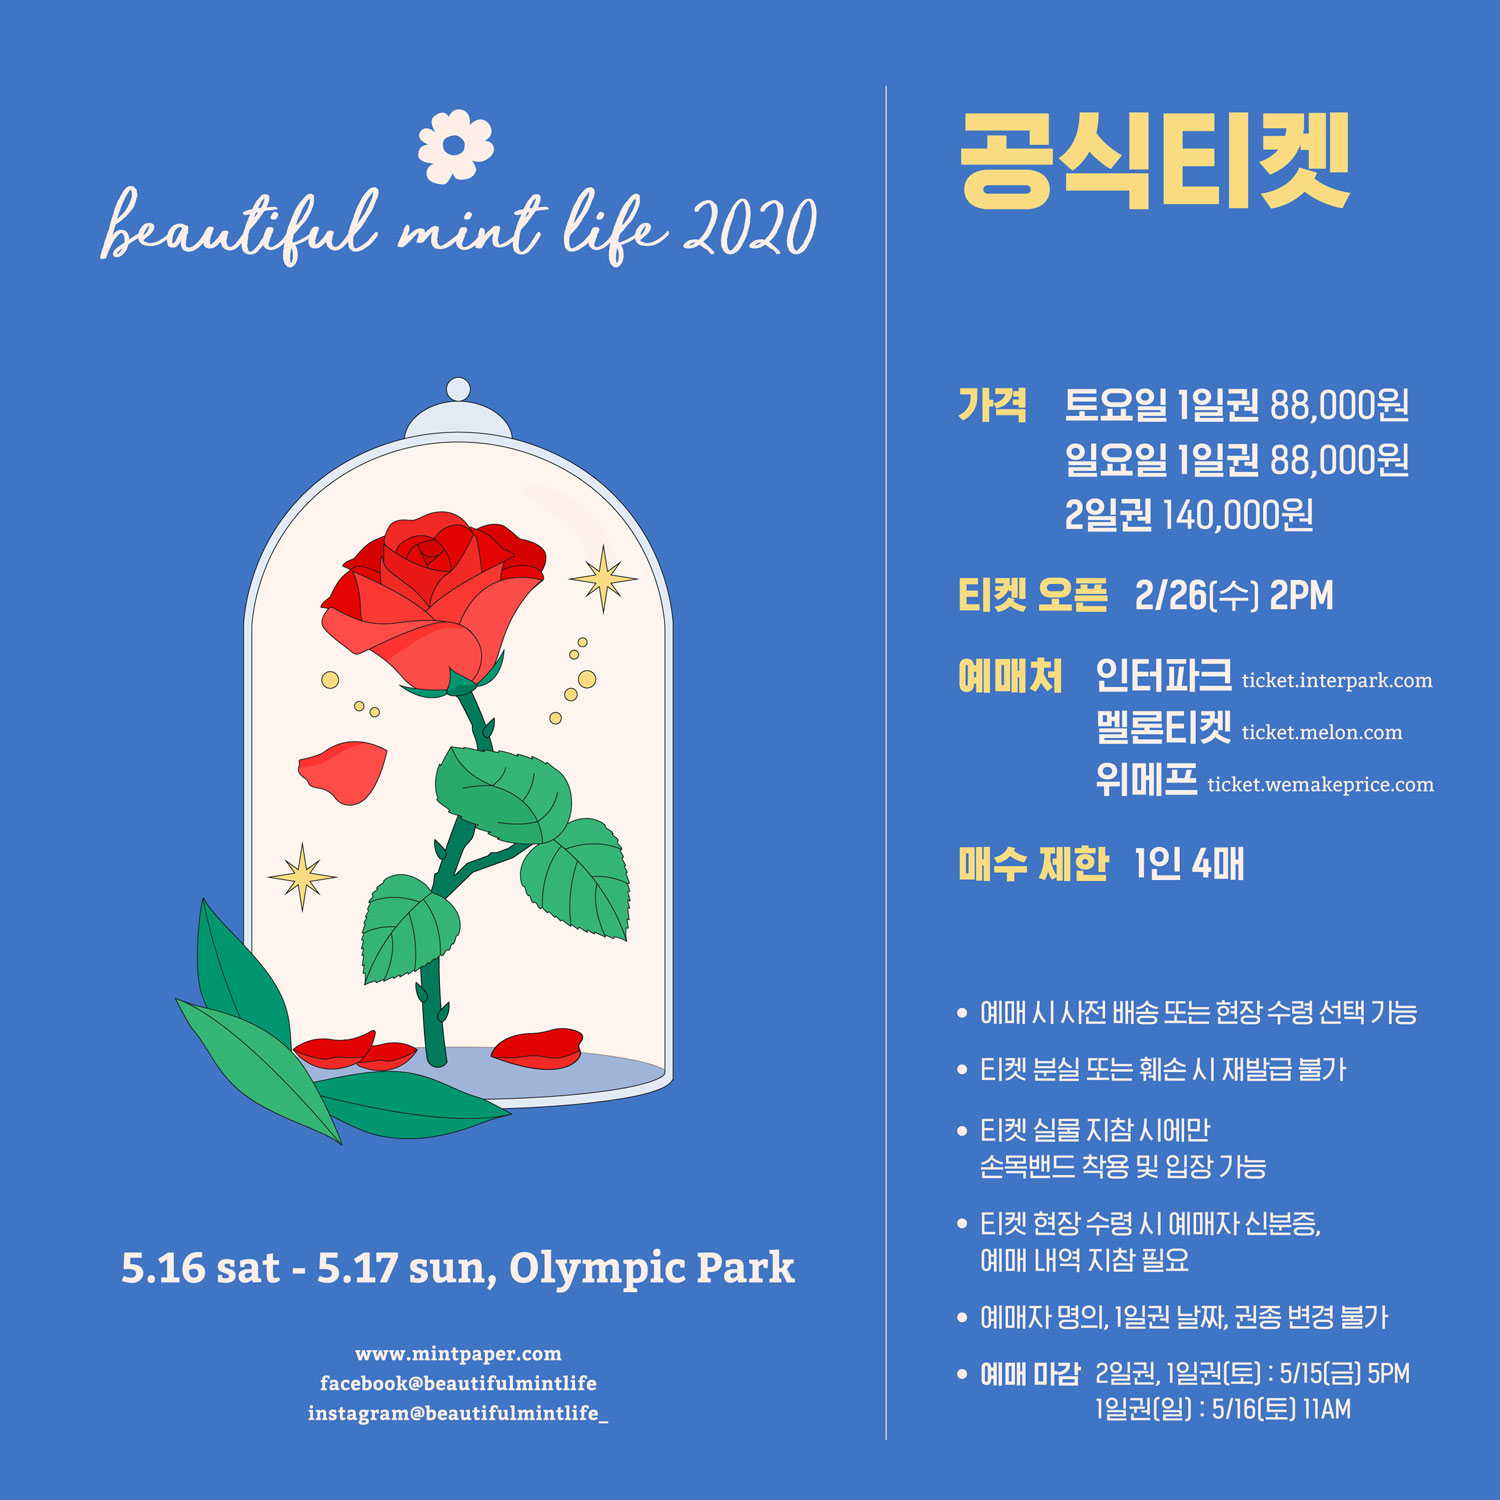 beautiful mint life 2020
5.16 sat - 5.17 sun, Olympic Park
www.mintpaper.com
facebook@beautifulmintlife
instagram@beautifulmintlife_
공식티켓
가격 토요일 1일권 88,000원
일요일 1일권 88,000원
2일권 140,000원
티켓 오픈 2/26(수) 2PM
예매처 인터파크 ticket.interpark.com
멜론티켓 ticket.melon.com
위메프 ticket.wemakeprice.com
매수 제한 1인 4매
• 예매 시 사전 배송 또는 현장 수령 선택 가능
• 티켓 분실 또는 훼손 시 재발급 불가
• 티켓 실물 지참 시에만
손목밴드 착용 및 입장 가능
• 티켓 현장 수령 시 예매자 신분증,
예매 내역 지참 필요
• 예매자 명의, 1일권 날짜, 권종 변경 불가
• 예매 마감 2일권, 1일권(토) : 5/15(금) 5PM
1일권(일) : 5/16(토) 11AM